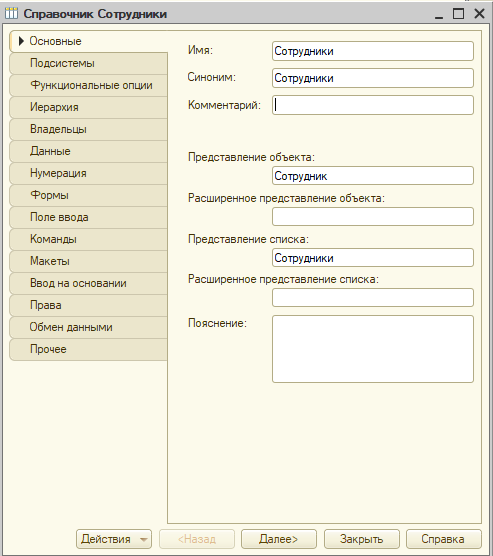 Справочник Сотрудники
Основные
Подсистемы
Функциональные опции
Иерархия
Владельцы
Данные
Нумерация
Формы
Поле ввода
Команды
Макеты
Ввод на основании
Права
Обмен данными
Прочее
Имя: Сотрудники
Синоним: Сотрудники
Комментарий:
Представление объекта:
Сотрудник
Расширенное представление объекта:
Представление списка:
Сотрудники
Расширенное представление списка:
Пояснение:
Действия <Назад Далее> Закрыть Справка